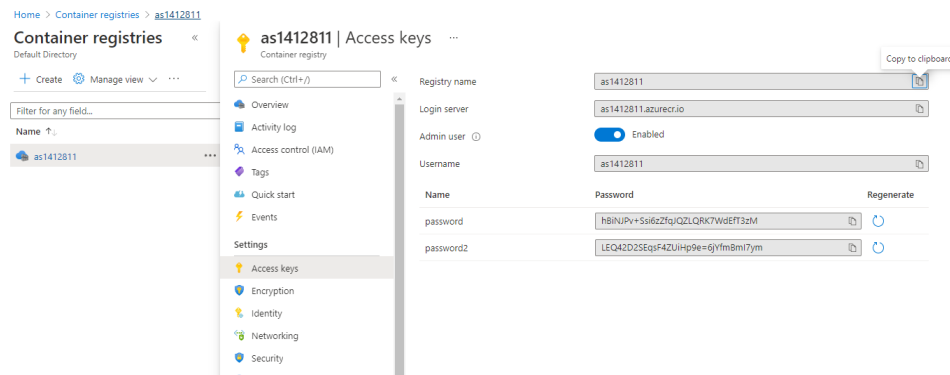 Home > Container registries > as1412811
Container registries «
Default Directory
+ Create Manage view ···
Filter for any field...
Name ↑↓
as1412811 ···
as1412811 | Access keys ···
Container registry
Search (Ctrl+/) «
Overview
Activity log
Access control (IAM)
Tags
Quick start
Events
Settings
Access keys
Encryption
Identity
Networking
Security
Copy to clipboard
Registry name as1412811
Login server as1412811.azurecr.io
Admin user Enabled
Username as1412811
Name Password Regenerate
password hBiNJPv+Ssi6zZfqJQZLQRK7WdEfT3zM
password2 LEQ42D2SEqsF4ZUiHp9e=6jYfmBmI7ym